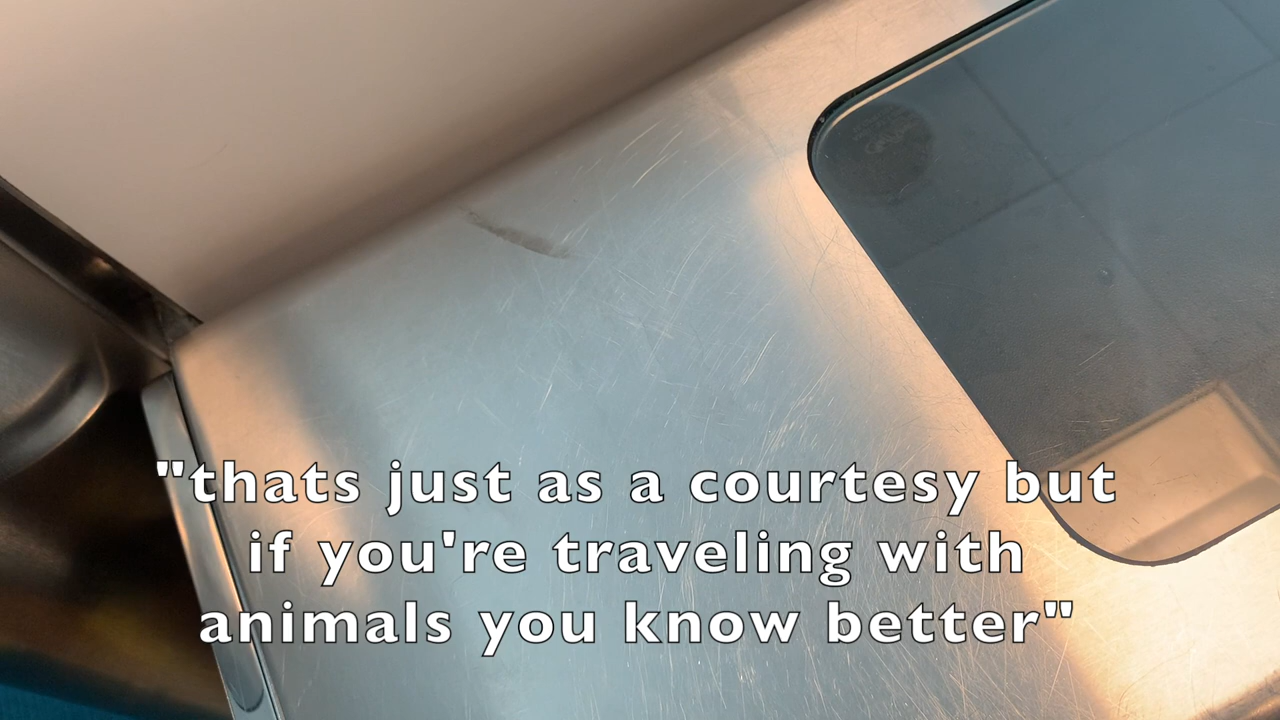 "thats just as a courtesy but
if you're traveling with
animals you know better"